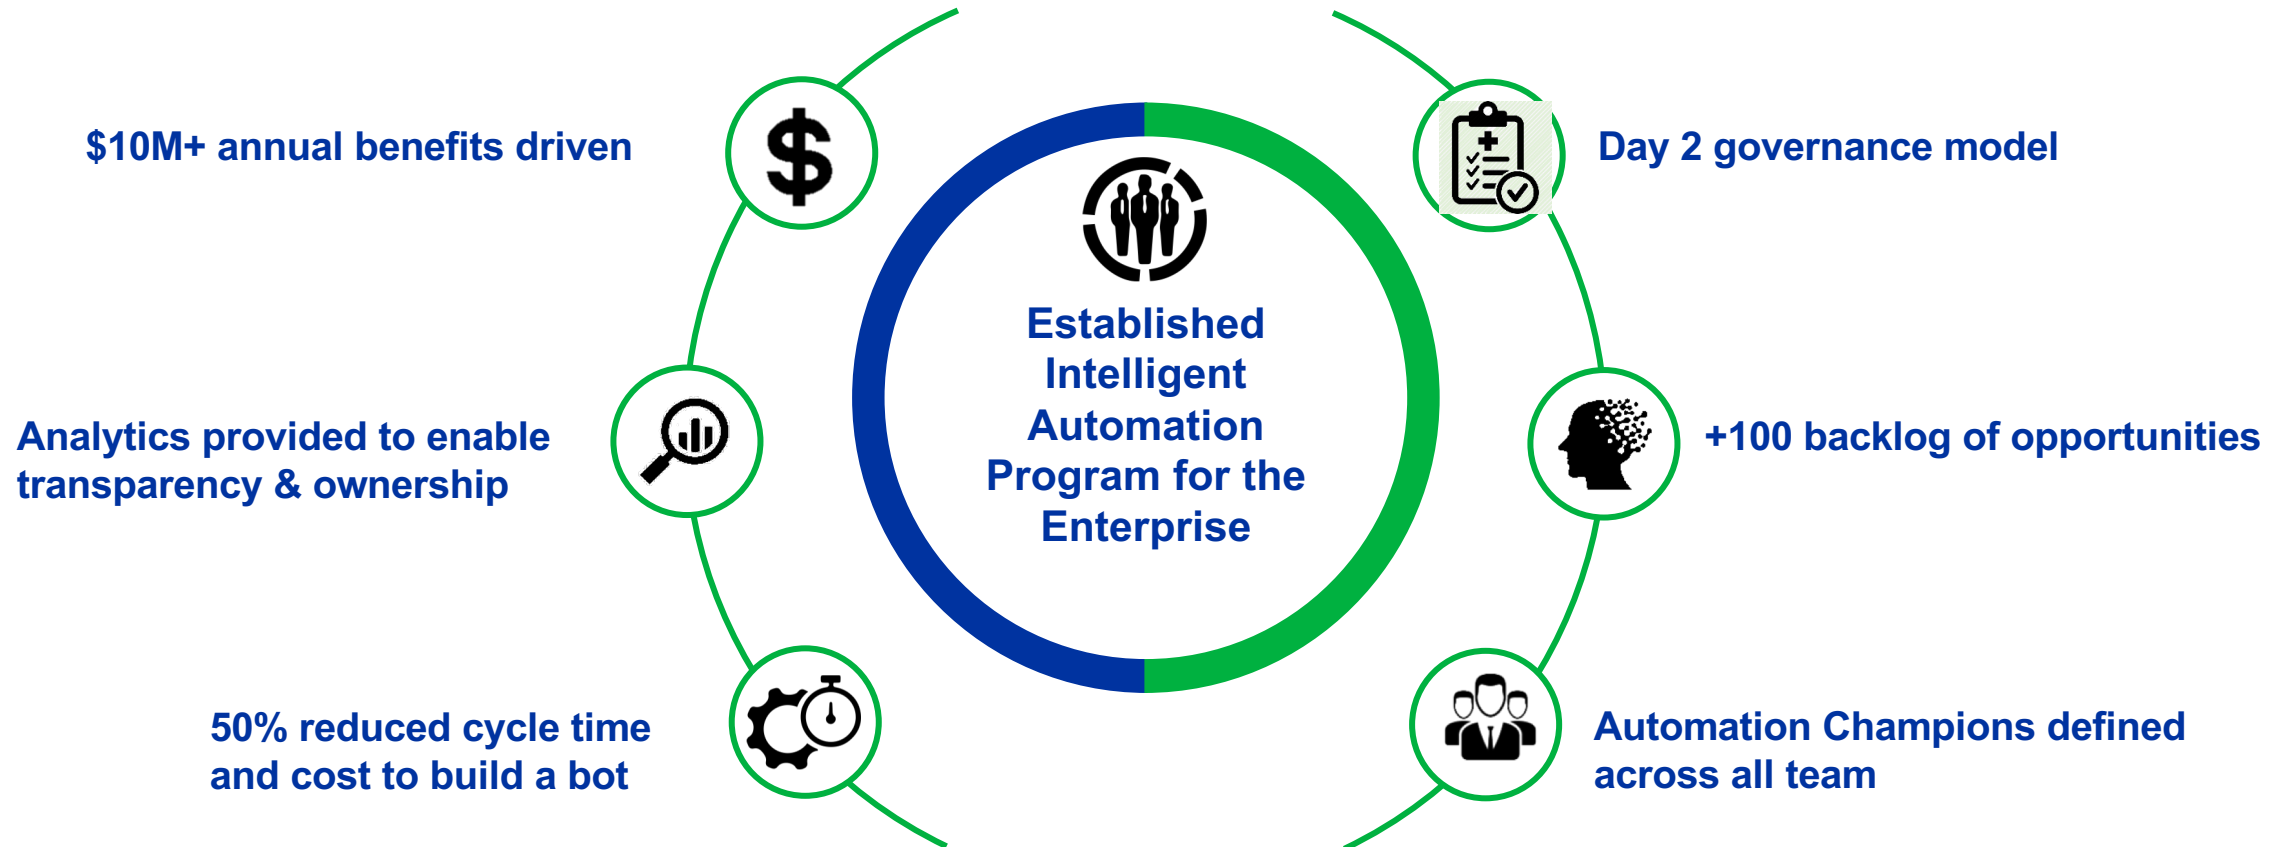 $10M+ annual benefits driven
Analytics provided to enable
transparency & ownership
50% reduced cycle time
and cost to build a bot
Established
Intelligent
Automation
Program for the
Enterprise
Day 2 governance model
+100 backlog of opportunities
Automation Champions defined
across all team